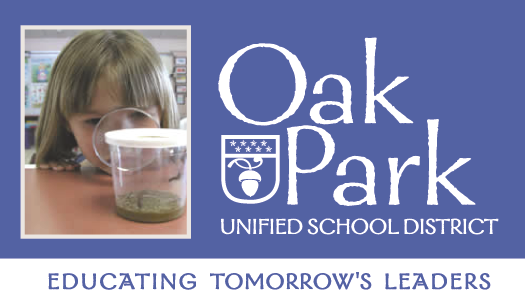 Oak
Park
UNIFIED SCHOOL DISTRICT
EDUCATING TOMORROW'S LEADERS